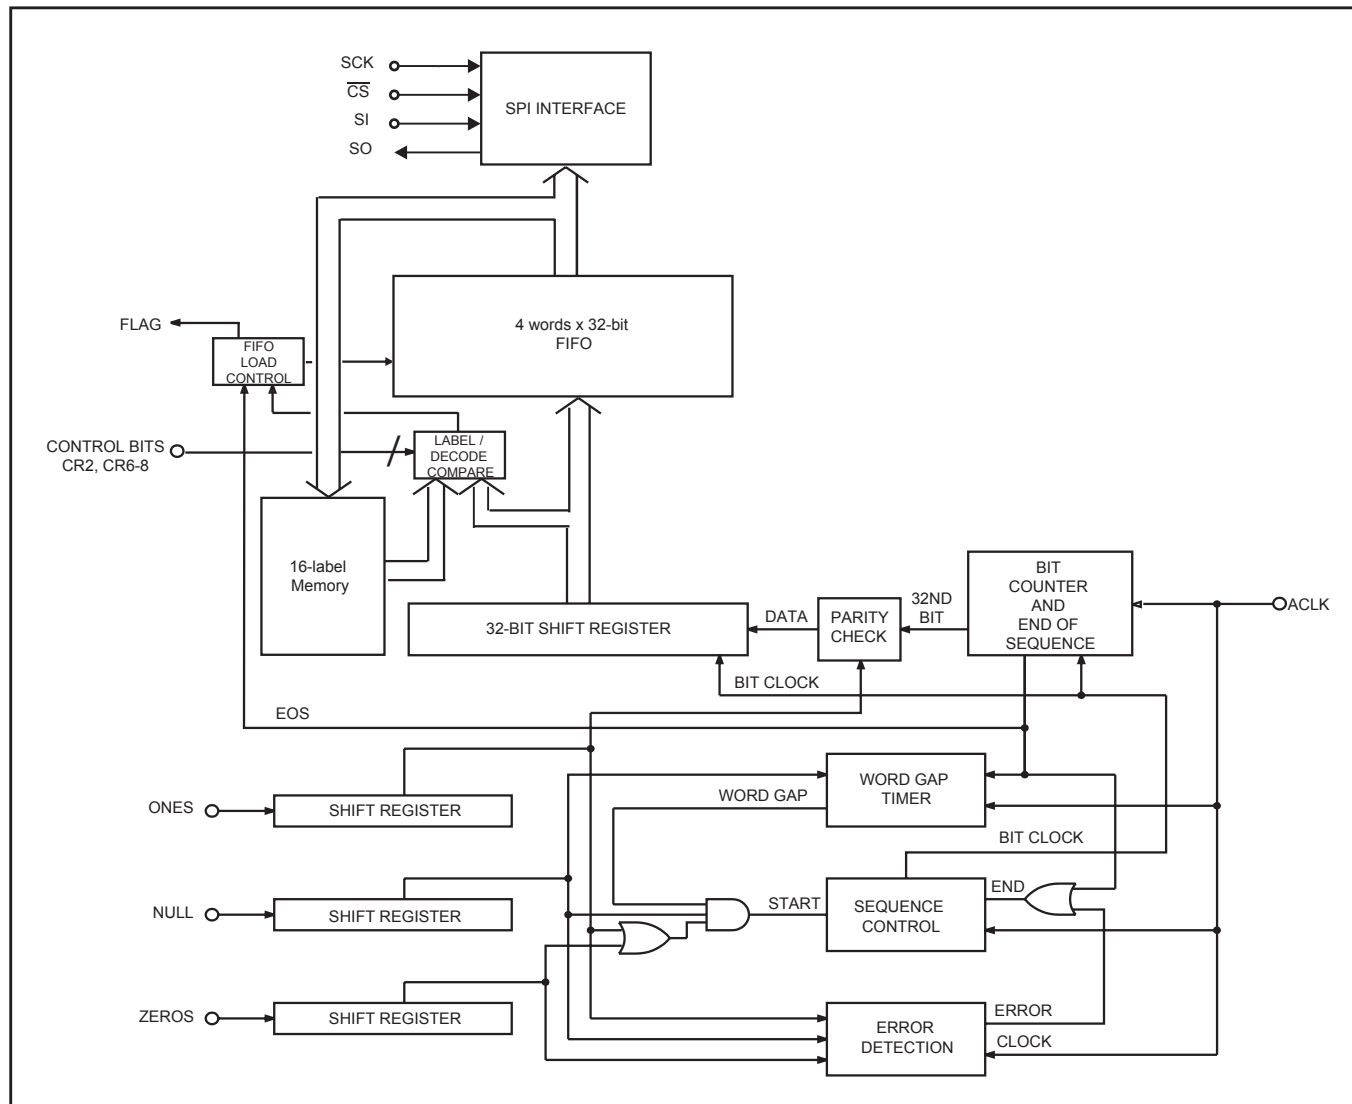 SCK
CS
SI
SO
SPI INTERFACE
4 words x 32-bit
FIFO
FLAG
FIFO
LOAD
CONTROL
CONTROL BITS
CR2, CR6-8
LABEL /
DECODE
COMPARE
16-label
Memory
32-BIT SHIFT REGISTER
DATA
PARITY
CHECK
32ND
BIT
BIT
COUNTER
AND
END OF
SEQUENCE
ACLK
BIT CLOCK
EOS
WORD GAP
WORD GAP
TIMER
ONES
SHIFT REGISTER
BIT CLOCK
NULL
SHIFT REGISTER
START
SEQUENCE
CONTROL
END
ZEROS
SHIFT REGISTER
ERROR
DETECTION
ERROR
CLOCK